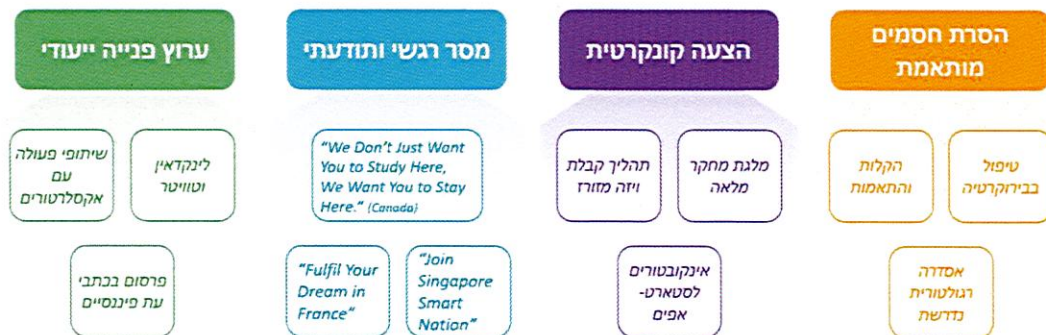 הסרת חסמים
מותאמת
הצעה קונקרטית
מסר רגשי ותודעתי
ערוץ פנייה ייעודי
טיפול
בבירוקרטיה
הקלות
והתאמות
אסדרה
רגולטורית
נדרשת
מלגת מחקר
מלאה
תהליך קבלת
ויזה מזורז
אינקובטורים
לסטארט-
אפים
"We Don't Just Want
You to Study Here,
We Want You to Stay
Here." (Canada)
"Fulfil Your
Dream in
France"
"Join
Singapore
Smart
Nation"
לינקדאין
וטוויטר
שיתופי פעולה
עם
אקסלרטורים
פרסום בכתבי
עת פיננסיים